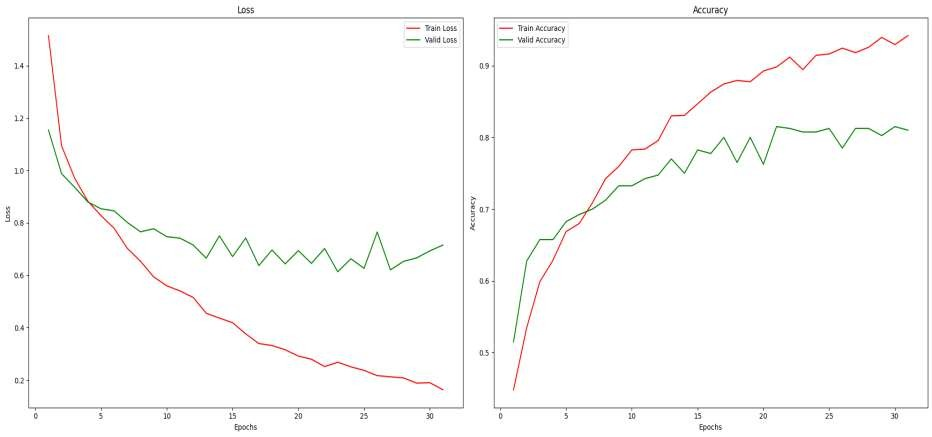 Loss
Train Loss
Valid Loss
1.4
1.2
1.0
0.8
0.6
0.4
0.2
Loss
0 5 10 15 20 25 30
Epochs
Accuracy
Train Accuracy
Valid Accuracy
0.9
0.8
0.7
0.6
0.5
Accuracy
0 5 10 15 20 25 30
Epochs